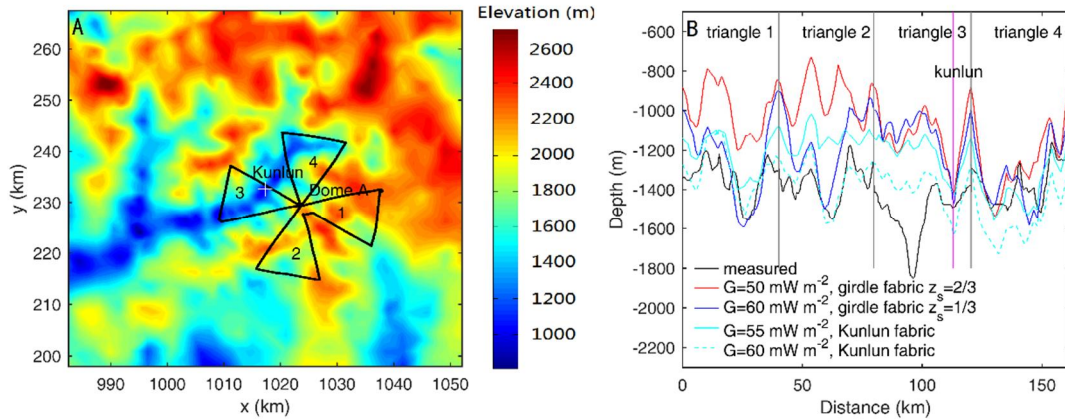 A
Elevation (m)
260
250
240
230
220
210
200
990
1000
1010
1020
1030
1040
1050
x (km)
y (km)
Kunlun
Dome A
1
2
3
4
2600
2400
2200
2000
1800
1600
1400
1200
1000
B
triangle 1
triangle 2
triangle 3
triangle 4
kunlun
-600
-800
-1000
-1200
-1400
-1600
-1800
-2000
-2200
Depth (m)
0
50
100
150
Distance (km)
measured
G=50 mW m-2, girdle fabric zs=2/3
G=60 mW m-2, girdle fabric zs=1/3
G=55 mW m-2, Kunlun fabric
G=60 mW m-2, Kunlun fabric